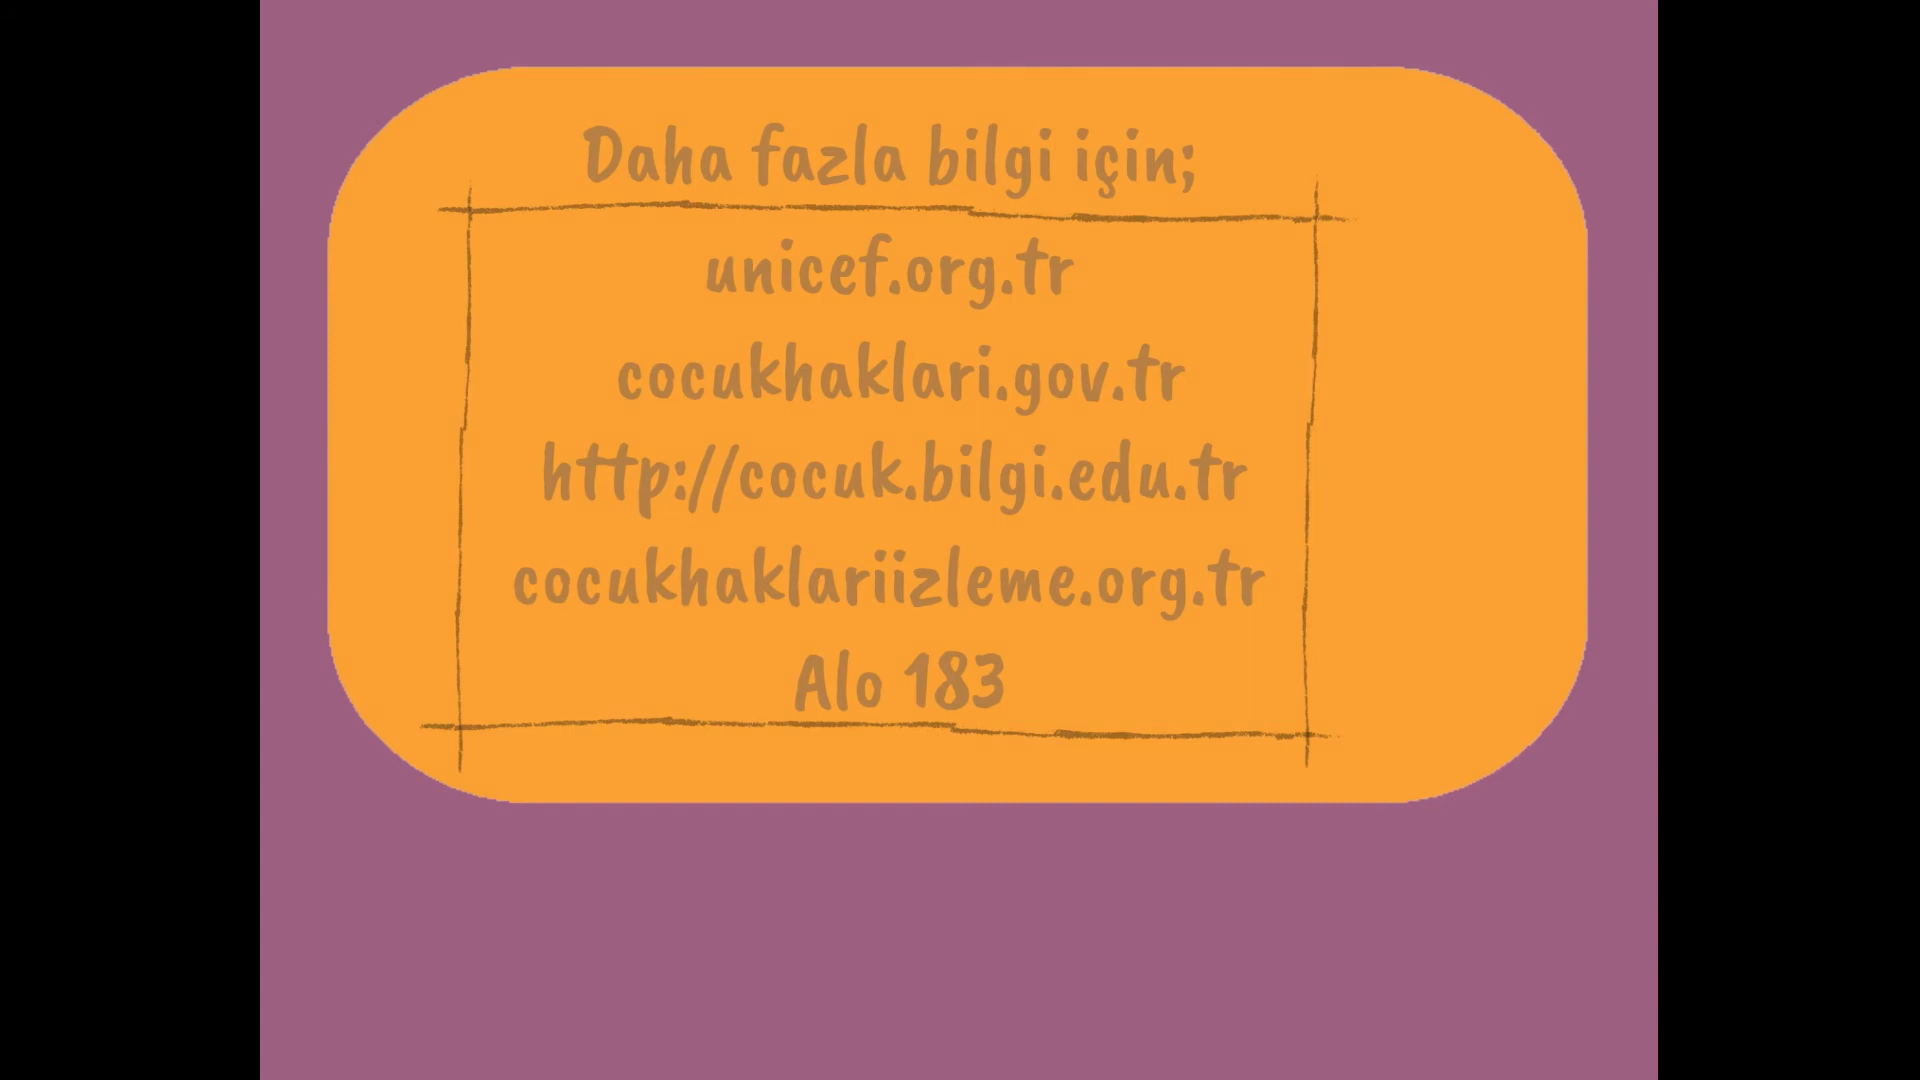 Daha fazla bilgi için;
unicef.org.tr
cocukhaklari.gov.tr
http://cocuk.bilgi.edu.tr
cocukhaklariizleme.org.tr
Alo 183